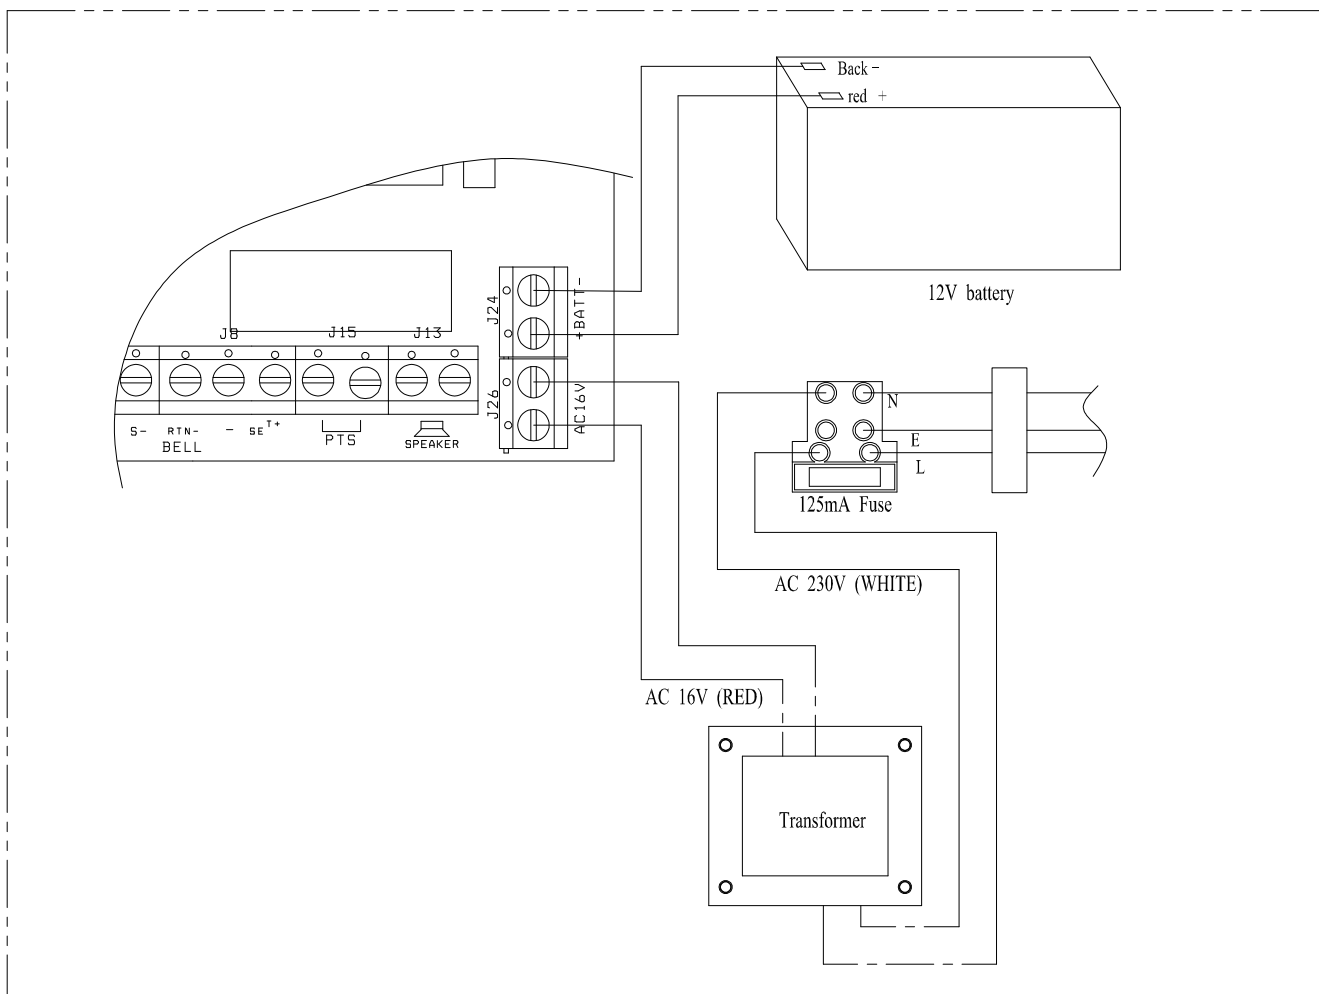 Back -
red +
12V battery
J24
+BATT-
J8
J15
J13
J26
AC16V
S-
RTN-
-
SET+
BELL
PTS
SPEAKER
N
E
L
125mA Fuse
AC 230V (WHITE)
AC 16V (RED)
Transformer